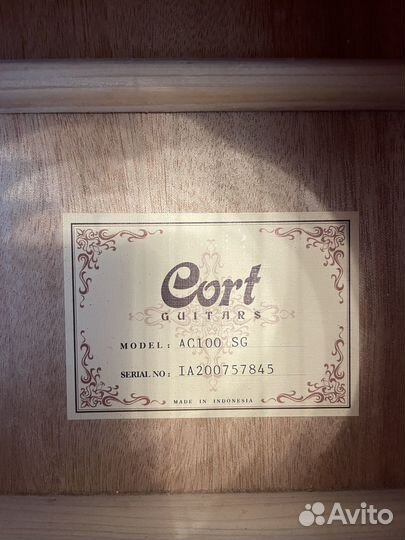 Cort
GUITARS
MODEL: AC100 SG
SERIAL NO: IA200757845
MADE IN INDONESIA
Avito